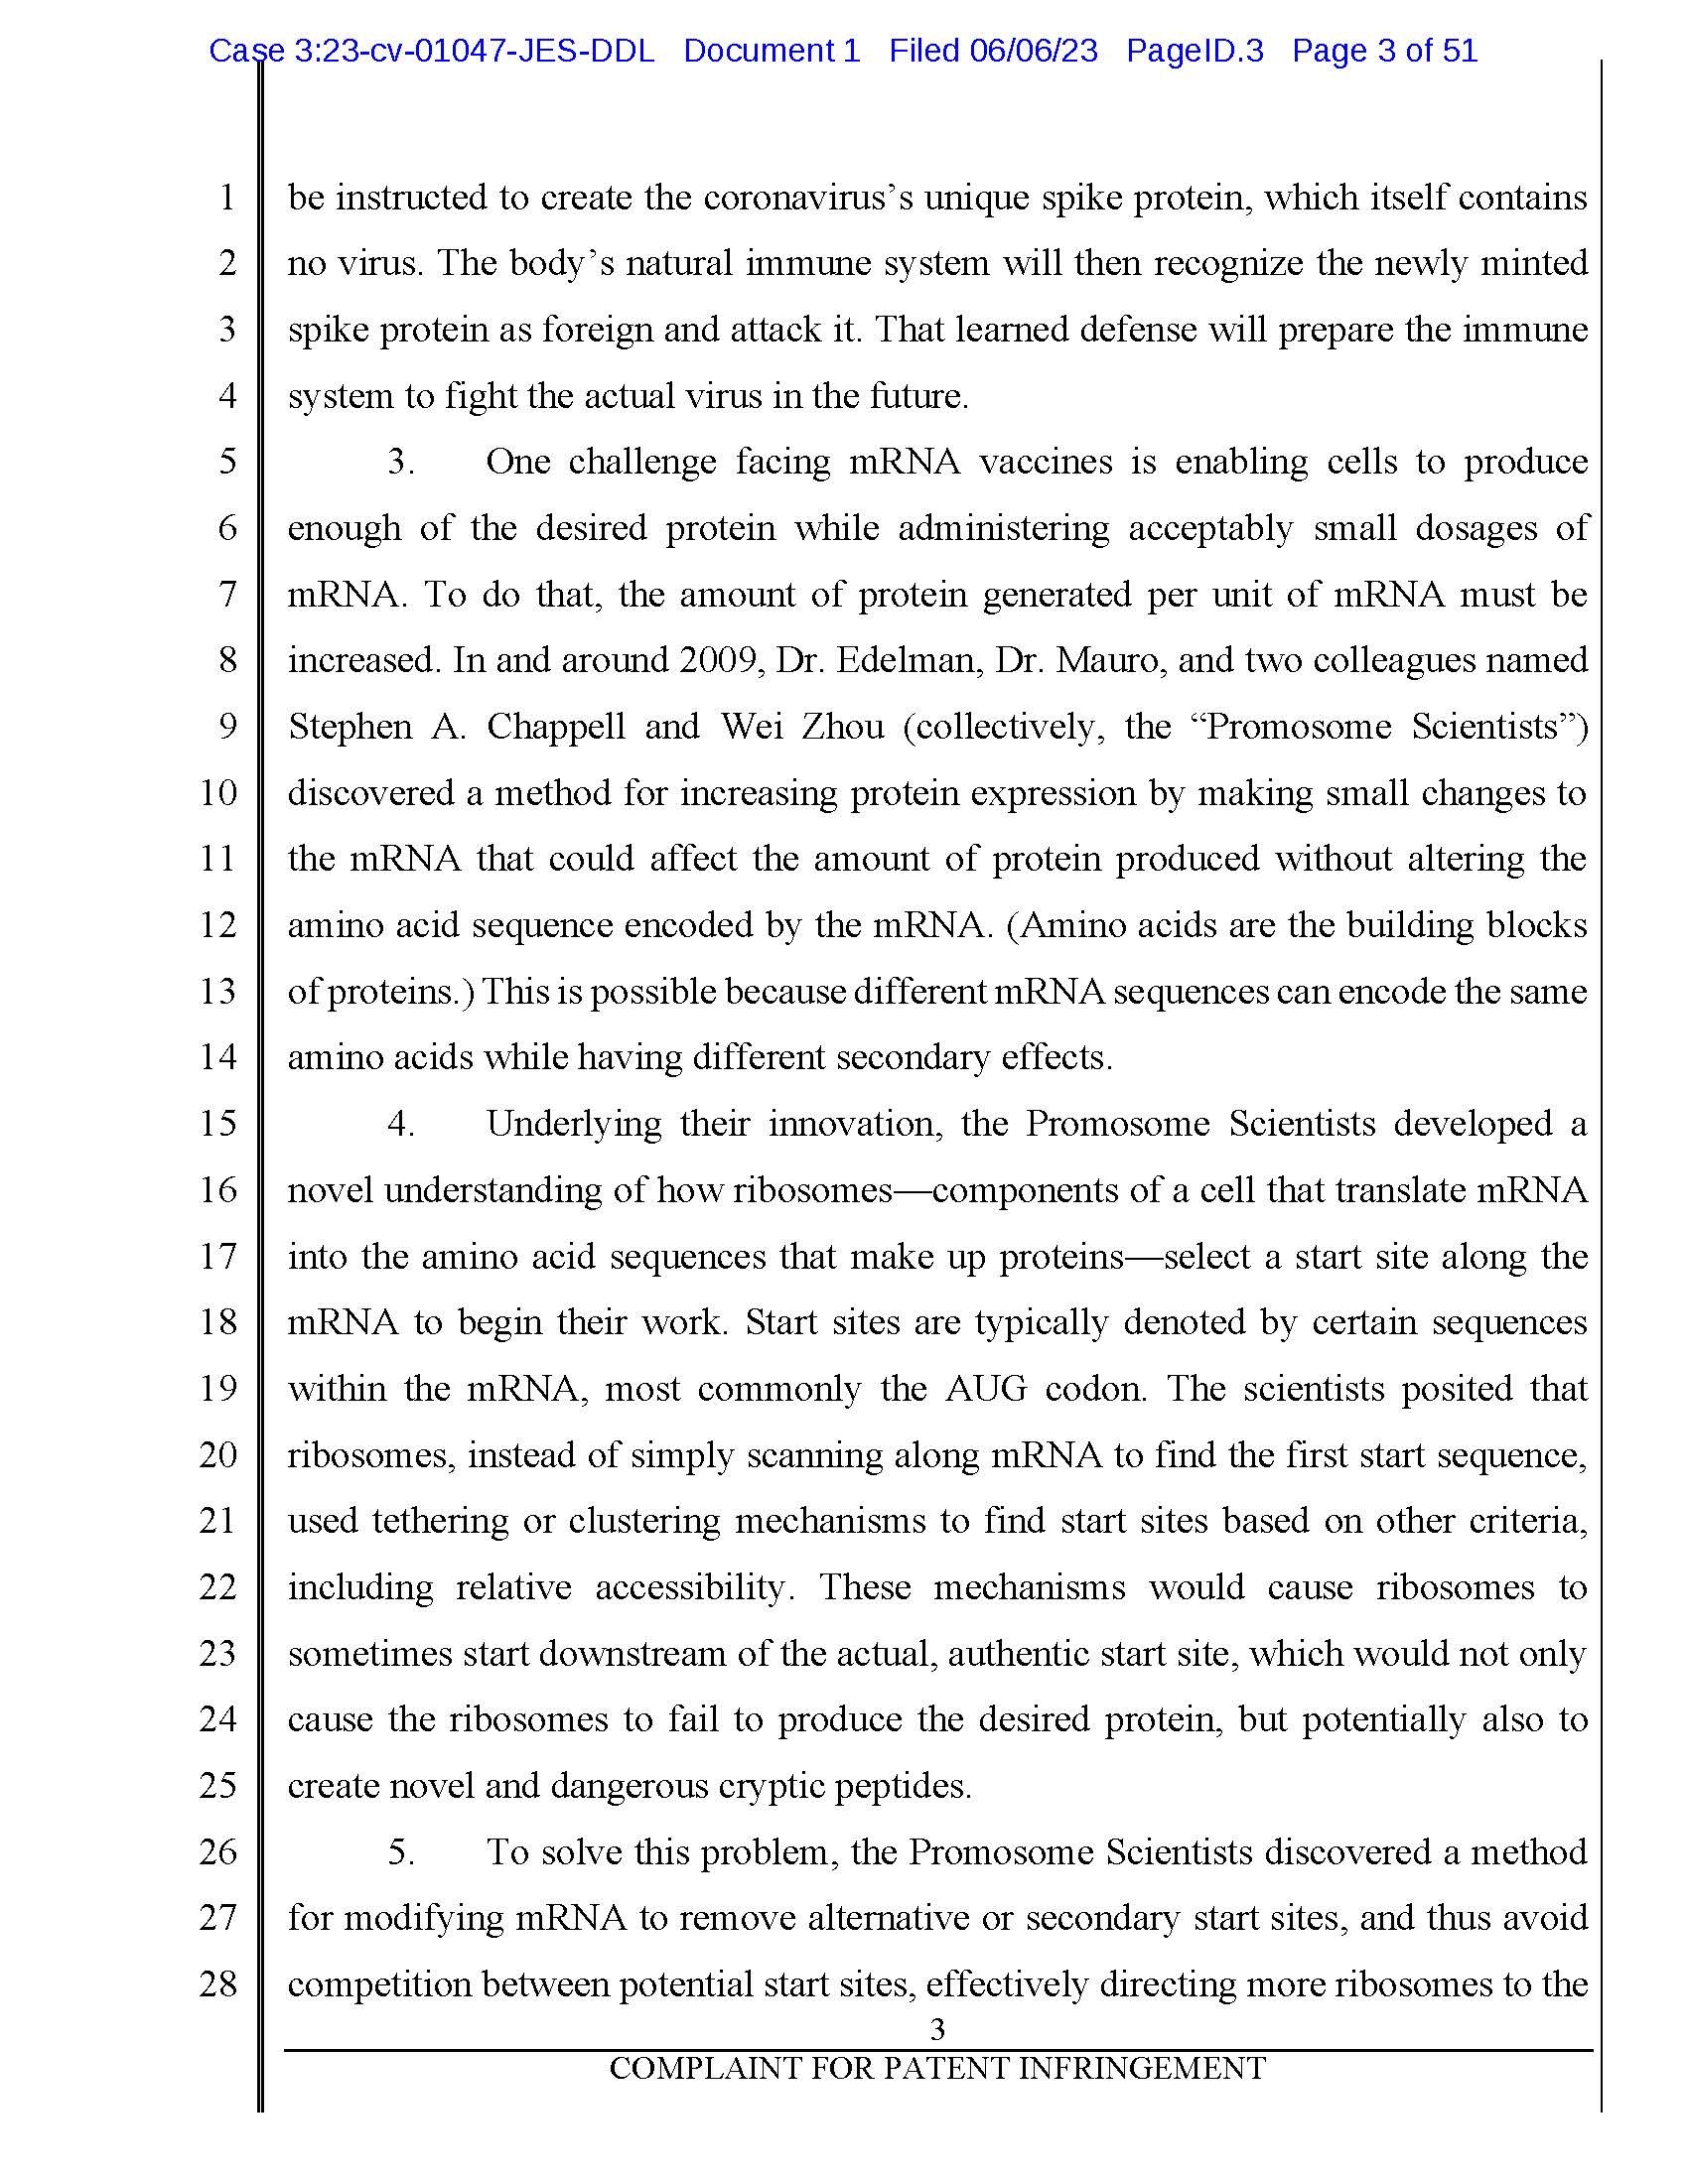 Case 3:23-cv-01047-JES-DDL Document 1 Filed 06/06/23 PageID.3 Page 3 of 51
1 be instructed to create the coronavirus’s unique spike protein, which itself contains
2 no virus. The body’s natural immune system will then recognize the newly minted
3 spike protein as foreign and attack it. That learned defense will prepare the immune
4 system to fight the actual virus in the future.
5 3. One challenge facing mRNA vaccines is enabling cells to produce
6 enough of the desired protein while administering acceptably small dosages of
7 mRNA. To do that, the amount of protein generated per unit of mRNA must be
8 increased. In and around 2009, Dr. Edelman, Dr. Mauro, and two colleagues named
9 Stephen A. Chappell and Wei Zhou (collectively, the “Promosome Scientists”)
10 discovered a method for increasing protein expression by making small changes to
11 the mRNA that could affect the amount of protein produced without altering the
12 amino acid sequence encoded by the mRNA. (Amino acids are the building blocks
13 of proteins.) This is possible because different mRNA sequences can encode the same
14 amino acids while having different secondary effects.
15 4. Underlying their innovation, the Promosome Scientists developed a
16 novel understanding of how ribosomes—components of a cell that translate mRNA
17 into the amino acid sequences that make up proteins—select a start site along the
18 mRNA to begin their work. Start sites are typically denoted by certain sequences
19 within the mRNA, most commonly the AUG codon. The scientists posited that
20 ribosomes, instead of simply scanning along mRNA to find the first start sequence,
21 used tethering or clustering mechanisms to find start sites based on other criteria,
22 including relative accessibility. These mechanisms would cause ribosomes to
23 sometimes start downstream of the actual, authentic start site, which would not only
24 cause the ribosomes to fail to produce the desired protein, but potentially also to
25 create novel and dangerous cryptic peptides.
26 5. To solve this problem, the Promosome Scientists discovered a method
27 for modifying mRNA to remove alternative or secondary start sites, and thus avoid
28 competition between potential start sites, effectively directing more ribosomes to the
3
COMPLAINT FOR PATENT INFRINGEMENT